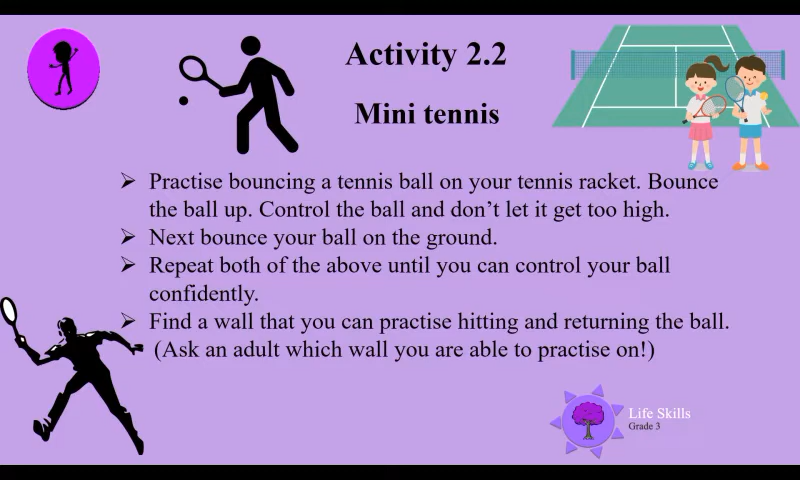 Activity 2.2
Mini tennis
➢ Practise bouncing a tennis ball on your tennis racket. Bounce
the ball up. Control the ball and don’t let it get too high.
➢ Next bounce your ball on the ground.
➢ Repeat both of the above until you can control your ball
confidently.
➢ Find a wall that you can practise hitting and returning the ball.
(Ask an adult which wall you are able to practise on!)
Life Skills
Grade 3